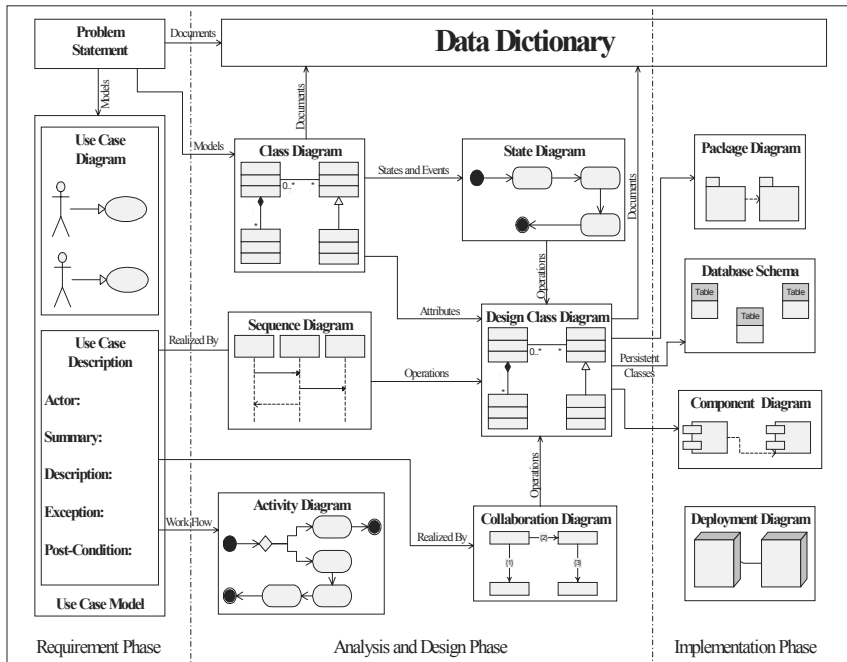 Problem
Statement
Documents
Data Dictionary
Models
Documents
Use Case
Diagram
Models
Class Diagram
0..*
*
*
States and Events
State Diagram
Documents
Package Diagram
Operations
Database Schema
Table
Table
Table
Attributes
Realized By
Sequence Diagram
Design Class Diagram
0..*
*
*
Persistent
Classes
Use Case
Description
Actor:
Summary:
Description:
Exception:
Post-Condition:
Operations
Component Diagram
Operations
Work Flow
Activity Diagram
Realized By
Collaboration Diagram
{2}
{1}
{3}
Deployment Diagram
Use Case Model
Requirement Phase
Analysis and Design Phase
Implementation Phase